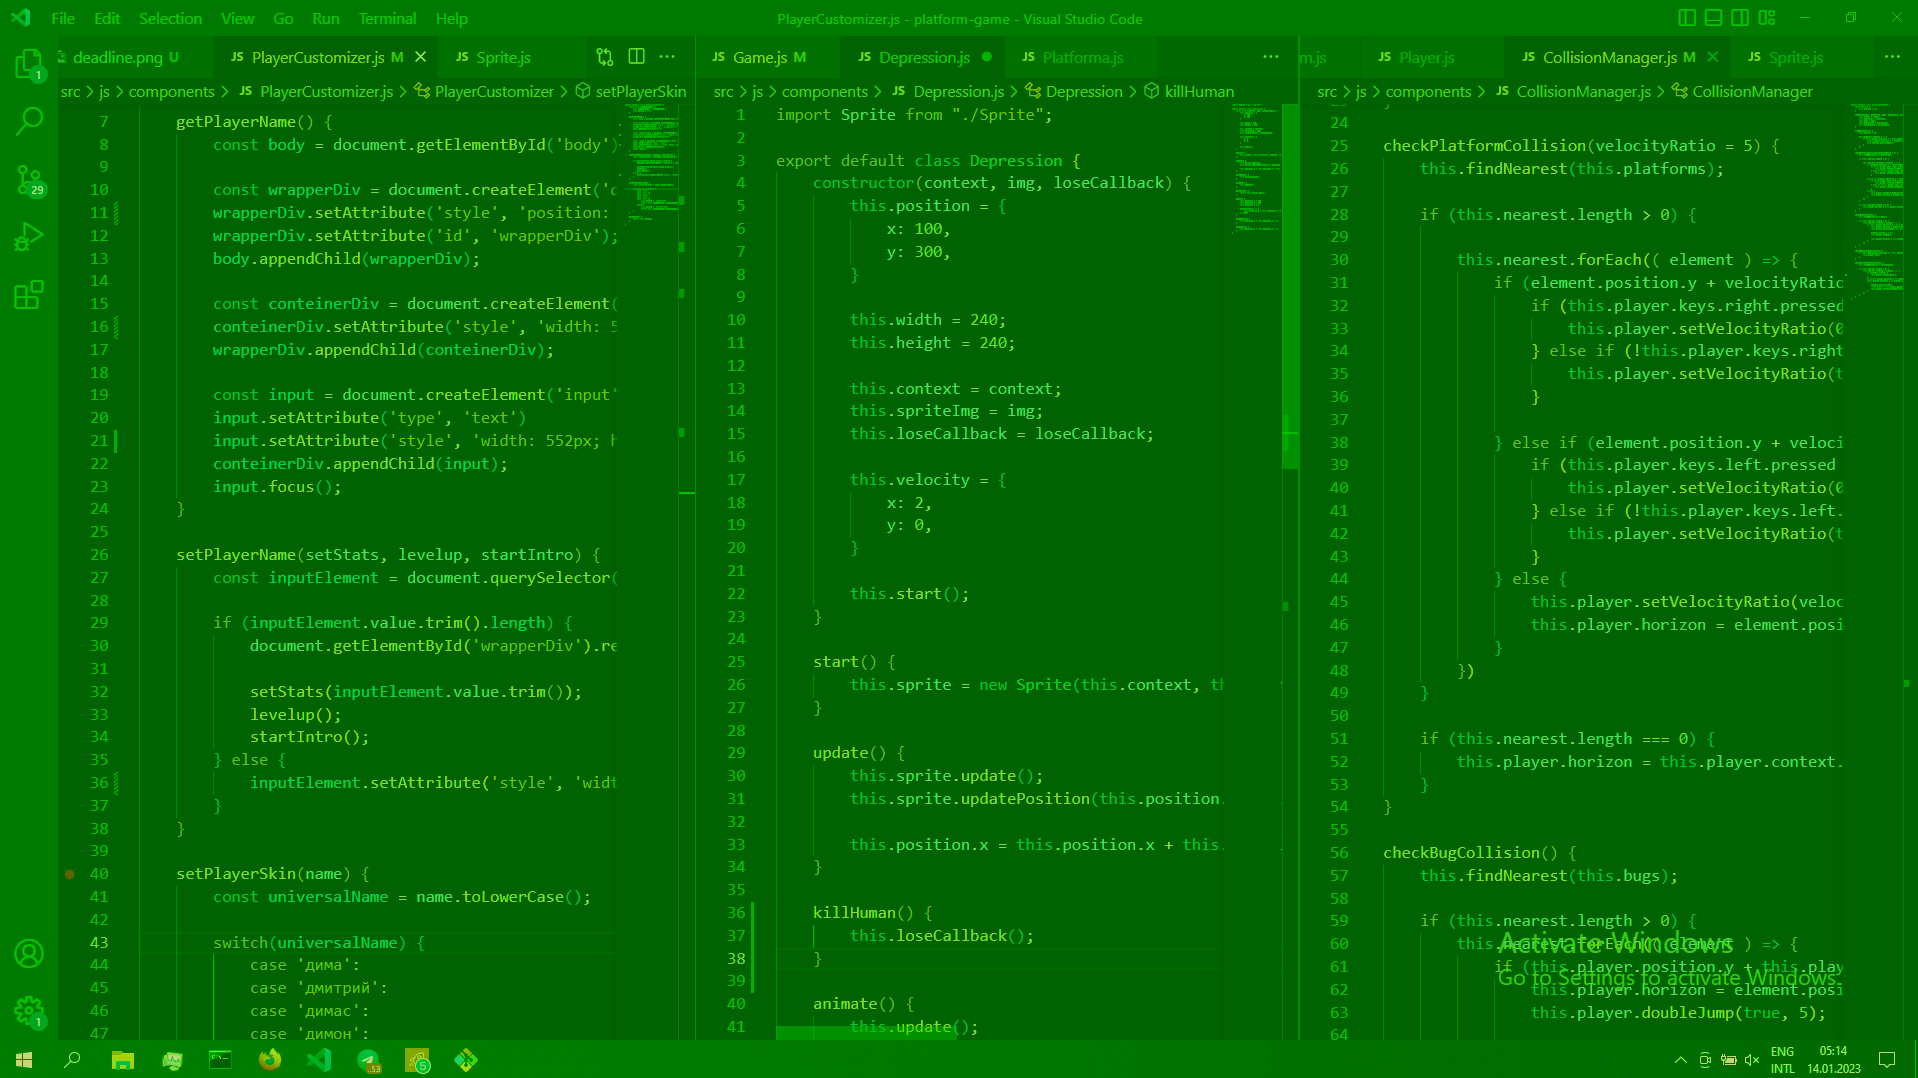 File Edit Selection View Go Run Terminal Help
PlayerCustomizer.js - platform-game - Visual Studio Code
deadline.png U
JS PlayerCustomizer.js M
JS Sprite.js
src > js > components > JS PlayerCustomizer.js > PlayerCustomizer > setPlayerSkin
7 getPlayerName() {
8 const body = document.getElementById('body')
9
10 const wrapperDiv = document.createElement(
11 wrapperDiv.setAttribute('style', 'position:
12 wrapperDiv.setAttribute('id', 'wrapperDiv');
13 body.appendChild(wrapperDiv);
14
15 const conteinerDiv = document.createElement(
16 conteinerDiv.setAttribute('style', 'width: 5
17 wrapperDiv.appendChild(conteinerDiv);
18
19 const input = document.createElement('input'
20 input.setAttribute('type', 'text')
21 input.setAttribute('style', 'width: 552px; h
22 conteinerDiv.appendChild(input);
23 input.focus();
24 }
25
26 setPlayerName(setStats, levelup, startIntro) {
27 const inputElement = document.querySelector(
28
29 if (inputElement.value.trim().length) {
30 document.getElementById('wrapperDiv').re
31
32 setStats(inputElement.value.trim());
33 levelup();
34 startIntro();
35 } else {
36 inputElement.setAttribute('style', 'widt
37 }
38 }
39
40 setPlayerSkin(name) {
41 const universalName = name.toLowerCase();
42
43 switch(universalName) {
44 case 'дима':
45 case 'дмитрий':
46 case 'димас':
47 case 'димон':
JS Game.js M
JS Depression.js
JS Platforma.js
src > js > components > JS Depression.js > Depression > killHuman
1 import Sprite from "./Sprite";
2
3 export default class Depression {
4 constructor(context, img, loseCallback) {
5 this.position = {
6 x: 100,
7 y: 300,
8 }
9
10 this.width = 240;
11 this.height = 240;
12
13 this.context = context;
14 this.spriteImg = img;
15 this.loseCallback = loseCallback;
16
17 this.velocity = {
18 x: 2,
19 y: 0,
20 }
21
22 this.start();
23 }
24
25 start() {
26 this.sprite = new Sprite(this.context, th
27 }
28
29 update() {
30 this.sprite.update();
31 this.sprite.updatePosition(this.position.
32
33 this.position.x = this.position.x + this.
34 }
35
36 killHuman() {
37 this.loseCallback();
38 }
39
40 animate() {
41 this.update();
m.js
JS Player.js
JS CollisionManager.js M
JS Sprite.js
src > js > components > JS CollisionManager.js > CollisionManager
24
25 checkPlatformCollision(velocityRatio = 5) {
26 this.findNearest(this.platforms);
27
28 if (this.nearest.length > 0) {
29
30 this.nearest.forEach(( element ) => {
31 if (element.position.y + velocityRatio
32 if (this.player.keys.right.pressed
33 this.player.setVelocityRatio(0
34 } else if (!this.player.keys.right
35 this.player.setVelocityRatio(t
36 }
37
38 } else if (element.position.y + veloci
39 if (this.player.keys.left.pressed
40 this.player.setVelocityRatio(0
41 } else if (!this.player.keys.left.
42 this.player.setVelocityRatio(t
43 }
44 } else {
45 this.player.setVelocityRatio(veloc
46 this.player.horizon = element.posi
47 }
48 })
49 }
50
51 if (this.nearest.length === 0) {
52 this.player.horizon = this.player.context.
53 }
54 }
55
56 checkBugCollision() {
57 this.findNearest(this.bugs);
58
59 if (this.nearest.length > 0) {
60 this.nearest.forEach(( element ) => {
61 if (this.player.position.y + this.play
62 this.player.horizon = element.posi
63 this.player.doubleJump(true, 5);
64
Activate Windows
Go to Settings to activate Windows.
1
29
1
53
5
ENG
INTL
05:14
14.01.2023